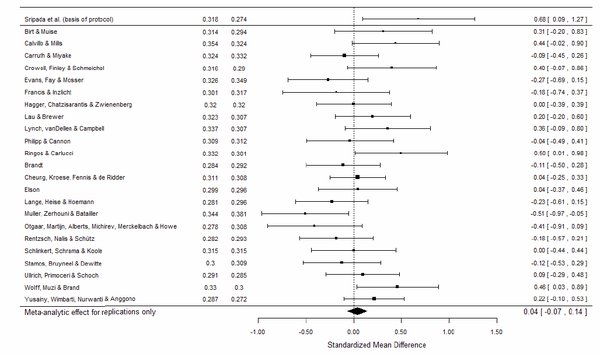 Sripada et al. (basis of protocol) 0.318 0.274 0.68 [ 0.09 , 1.27 ]
Birt & Muise 0.314 0.294 0.31 [ -0.20 , 0.83 ]
Calvillo & Mills 0.354 0.324 0.44 [ -0.02 , 0.90 ]
Carruth & Miyake 0.324 0.332 -0.09 [ -0.45 , 0.26 ]
Crowell, Finley & Schmeichel 0.316 0.29 0.40 [ -0.07 , 0.86 ]
Evans, Fay & Mosser 0.326 0.349 -0.27 [ -0.69 , 0.15 ]
Francis & Inzlicht 0.301 0.317 -0.18 [ -0.74 , 0.37 ]
Hagger, Chatzisarantis & Zwienenberg 0.32 0.32 0.00 [ -0.39 , 0.39 ]
Lau & Brewer 0.323 0.307 0.20 [ -0.20 , 0.60 ]
Lynch, vanDellen & Campbell 0.337 0.307 0.36 [ -0.09 , 0.80 ]
Philipp & Cannon 0.309 0.312 -0.04 [ -0.49 , 0.41 ]
Ringos & Carlucci 0.332 0.301 0.50 [ 0.01 , 0.98 ]
Brandt 0.284 0.292 -0.11 [ -0.50 , 0.28 ]
Cheung, Kroese, Fennis & de Ridder 0.311 0.308 0.04 [ -0.25 , 0.33 ]
Elson 0.299 0.296 0.04 [ -0.37 , 0.46 ]
Lange, Heise & Hoemann 0.281 0.296 -0.23 [ -0.61 , 0.15 ]
Muller, Zerhouni & Batailler 0.344 0.381 -0.51 [ -0.97 , -0.05 ]
Otgaar, Martijn, Alberts, Michirev, Merckelbach & Howe 0.278 0.308 -0.41 [ -0.91 , 0.09 ]
Rentzsch, Nalis & Schütz 0.282 0.293 -0.18 [ -0.57 , 0.21 ]
Schlinkert, Schrama & Koole 0.315 0.315 0.00 [ -0.44 , 0.44 ]
Stamos, Bruyneel & Dewitte 0.3 0.309 -0.12 [ -0.53 , 0.29 ]
Ullrich, Primoceri & Schoch 0.291 0.285 0.09 [ -0.29 , 0.48 ]
Wolff, Muzi & Brand 0.33 0.3 0.46 [ 0.03 , 0.89 ]
Yusainy, Wimbarti, Nurwanti & Anggono 0.287 0.272 0.22 [ -0.10 , 0.53 ]
Meta-analytic effect for replications only 0.04 [ -0.07 , 0.14 ]
-1.00 -0.50 0.00 0.50 1.00 1.50
Standardized Mean Difference